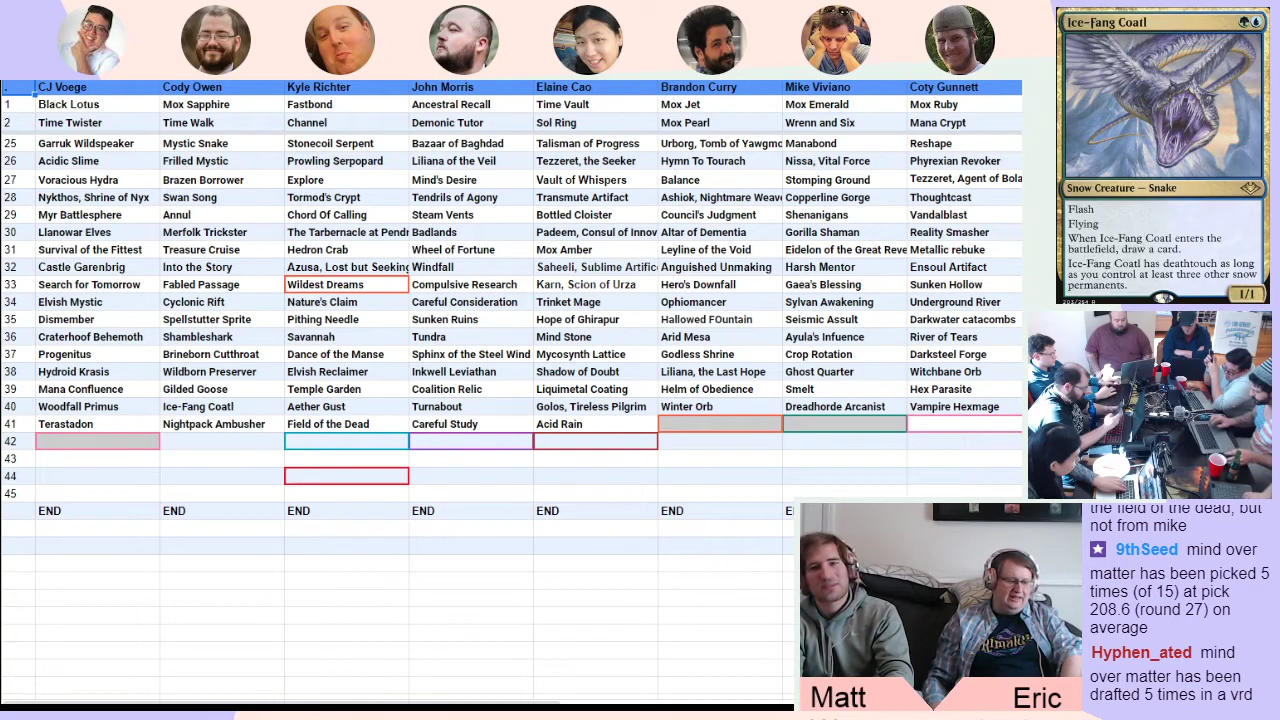 . CJ Voege Cody Owen Kyle Richter John Morris Elaine Cao Brandon Curry Mike Viviano Coty Gunnett
1 Black Lotus Mox Sapphire Fastbond Ancestral Recall Time Vault Mox Jet Mox Emerald Mox Ruby
2 Time Twister Time Walk Channel Demonic Tutor Sol Ring Mox Pearl Wrenn and Six Mana Crypt
25 Garruk Wildspeaker Mystic Snake Stonecoil Serpent Bazaar of Baghdad Talisman of Progress Urborg, Tomb of Yawgmo Manabond Reshape
26 Acidic Slime Frilled Mystic Prowling Serpopard Liliana of the Veil Tezzeret, the Seeker Hymn To Tourach Nissa, Vital Force Phyrexian Revoker
27 Voracious Hydra Brazen Borrower Explore Mind's Desire Vault of Whispers Balance Stomping Ground Tezzeret, Agent of Bola
28 Nykthos, Shrine of Nyx Swan Song Tormod's Crypt Tendrils of Agony Transmute Artifact Ashiok, Nightmare Weave Copperline Gorge Thoughtcast
29 Myr Battlesphere Annul Chord Of Calling Steam Vents Bottled Cloister Council's Judgment Shenanigans Vandalblast
30 Llanowar Elves Merfolk Trickster The Tarbernacle at Pendr Badlands Padeem, Consul of Innov Altar of Dementia Gorilla Shaman Reality Smasher
31 Survival of the Fittest Treasure Cruise Hedron Crab Wheel of Fortune Mox Amber Leyline of the Void Eidelon of the Great Reve Metallic rebuke
32 Castle Garenbrig Into the Story Azusa, Lost but Seeking Windfall Saheeli, Sublime Artific Anguished Unmaking Harsh Mentor Ensoul Artifact
33 Search for Tomorrow Fabled Passage Wildest Dreams Compulsive Research Karn, Scion of Urza Hero's Downfall Gaea's Blessing Sunken Hollow
34 Elvish Mystic Cyclonic Rift Nature's Claim Careful Consideration Trinket Mage Ophiomancer Sylvan Awakening Underground River
35 Dismember Spellstutter Sprite Pithing Needle Sunken Ruins Hope of Ghirapur Hallowed FOuntain Seismic Assult Darkwater catacombs
36 Craterhoof Behemoth Shambleshark Savannah Tundra Mind Stone Arid Mesa Ayula's Infuence River of Tears
37 Progenitus Brineborn Cutthroat Dance of the Manse Sphinx of the Steel Wind Mycosynth Lattice Godless Shrine Crop Rotation Darksteel Forge
38 Hydroid Krasis Wildborn Preserver Elvish Reclaimer Inkwell Leviathan Shadow of Doubt Liliana, the Last Hope Ghost Quarter Witchbane Orb
39 Mana Confluence Gilded Goose Temple Garden Coalition Relic Liquimetal Coating Helm of Obedience Smelt Hex Parasite
40 Woodfall Primus Ice-Fang Coatl Aether Gust Turnabout Golos, Tireless Pilgrim Winter Orb Dreadhorde Arcanist Vampire Hexmage
41 Terastadon Nightpack Ambusher Field of the Dead Careful Study Acid Rain
42
43
44
45
END END END END END END E
Ice-Fang Coatl
Snow Creature — Snake
Flash
Flying
When Ice-Fang Coatl enters the
battlefield, draw a card.
Ice-Fang Coatl has deathtouch as long
as you control at least three other snow
permanents.
1/1
the field of the dead, but
not from mike
9thSeed mind over
matter has been picked 5
times (of 15) at pick
208.6 (round 27) on
average
Hyphen_ated mind
over matter has been
drafted 5 times in a vrd
Matt Eric